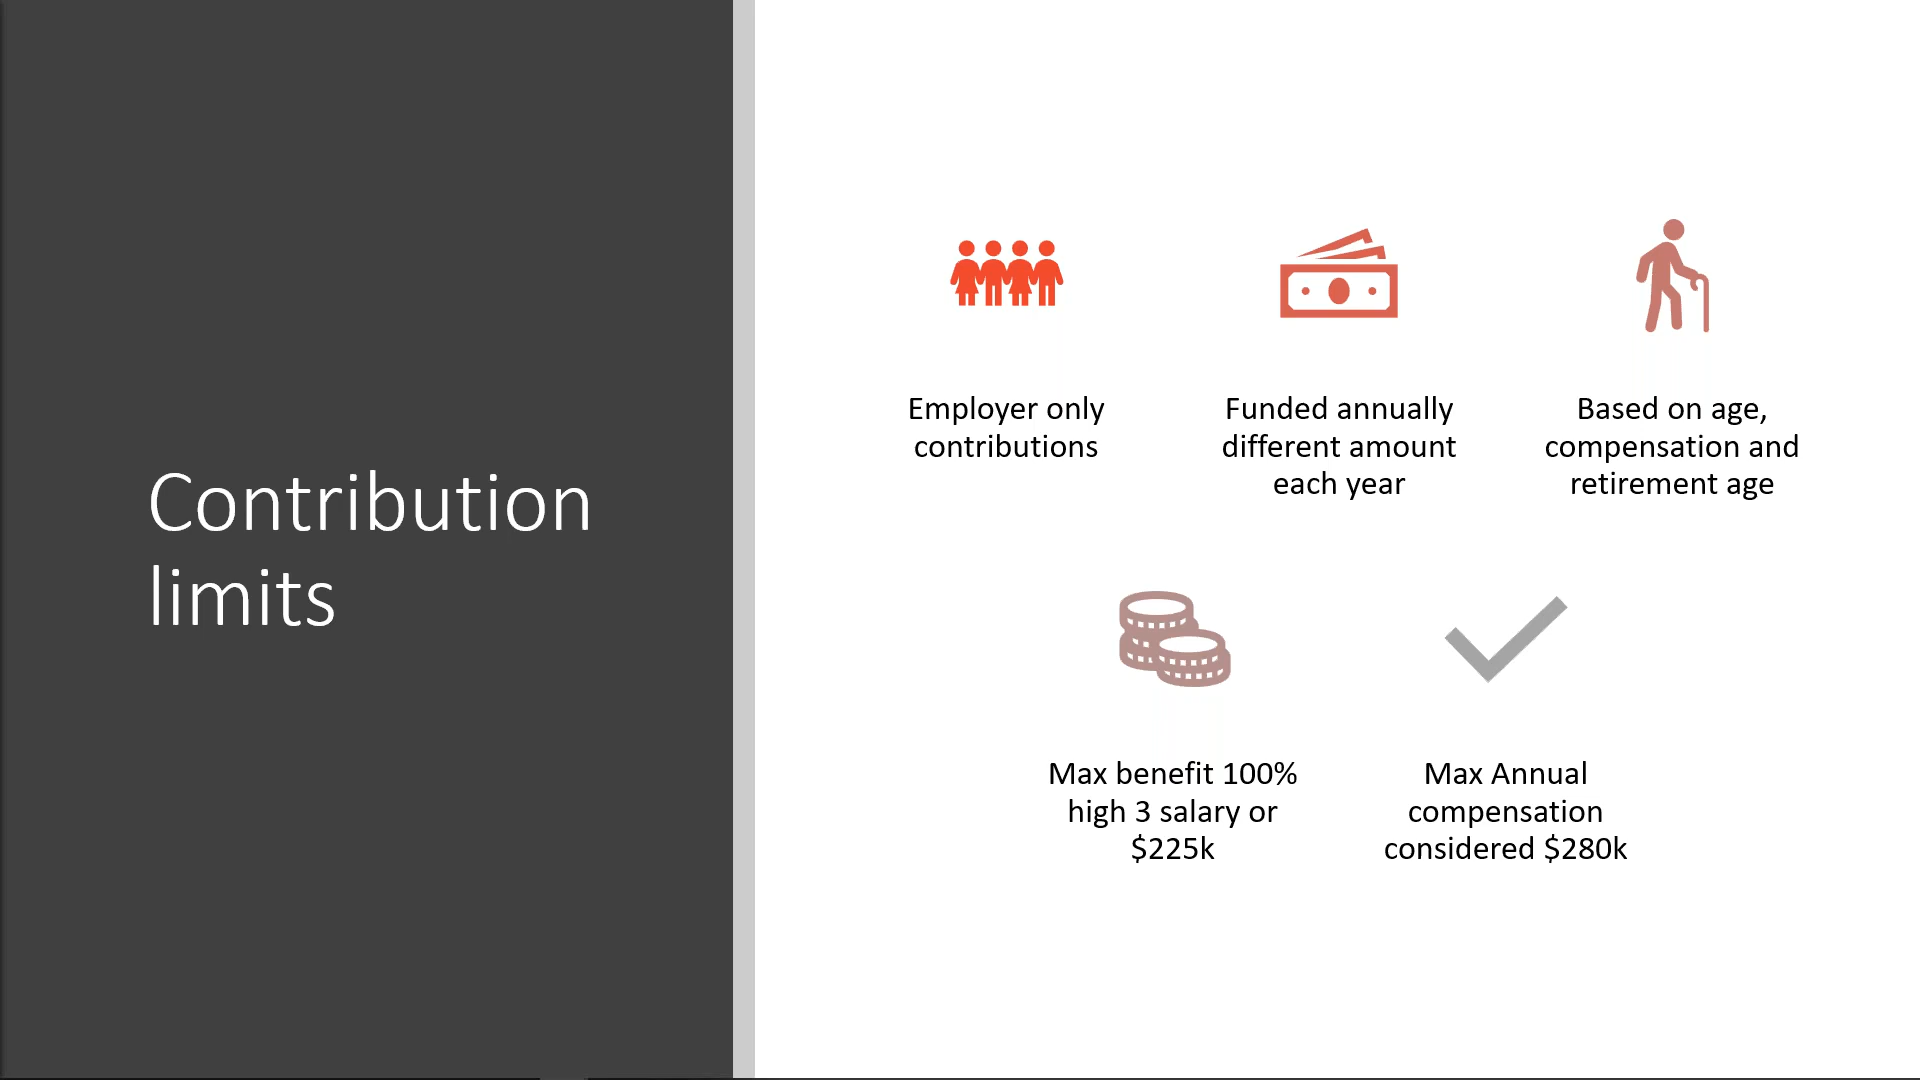 Contribution
limits
Employer only
contributions
Funded annually
different amount
each year
Based on age,
compensation and
retirement age
Max benefit 100%
high 3 salary or
$225k
Max Annual
compensation
considered $280k